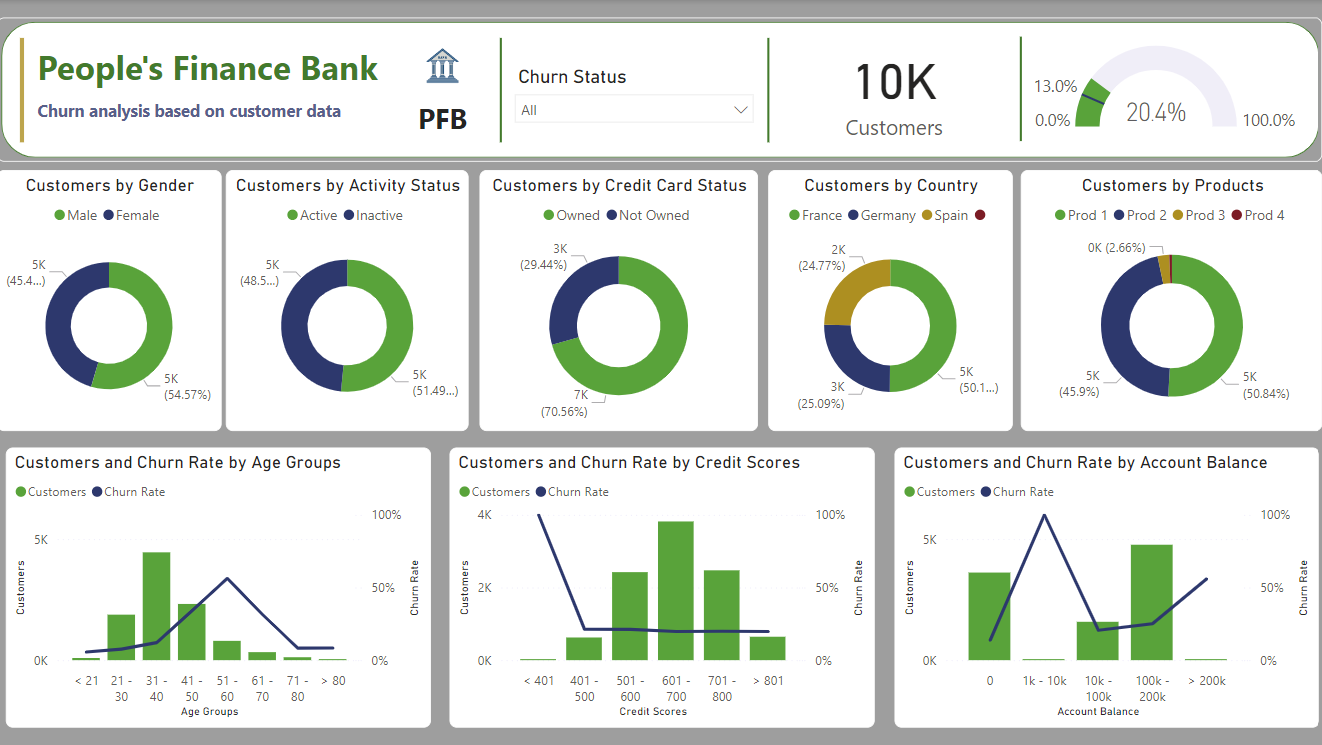 People's Finance Bank
Churn analysis based on customer data
BANK
PFB
Churn Status
All
10K
Customers
13.0%
0.0%
20.4%
100.0%
Customers by Gender
Male Female
5K
(45.4...)
5K
(54.57%)
Customers by Activity Status
Active Inactive
5K
(48.5...)
5K
(51.49...)
Customers by Credit Card Status
Owned Not Owned
3K
(29.44%)
7K
(70.56%)
Customers by Country
France Germany Spain
2K
(24.77%)
3K
(25.09%)
5K
(50.1...)
Customers by Products
Prod 1 Prod 2 Prod 3 Prod 4
0K (2.66%)
5K
(45.9%)
5K
(50.84%)
Customers and Churn Rate by Age Groups
Customers Churn Rate
5K
0K
100%
50%
0%
Customers
Churn Rate
< 21
21 -
30
31 -
40
41 -
50
51 -
60
61 -
70
71 -
80
> 80
Age Groups
Customers and Churn Rate by Credit Scores
Customers Churn Rate
4K
2K
0K
100%
50%
0%
Customers
Churn Rate
< 401
401 -
500
501 -
600
601 -
700
701 -
800
> 801
Credit Scores
Customers and Churn Rate by Account Balance
Customers Churn Rate
5K
0K
100%
50%
0%
Customers
Churn Rate
0
1k - 10k
10k -
100k
100k -
200k
> 200k
Account Balance